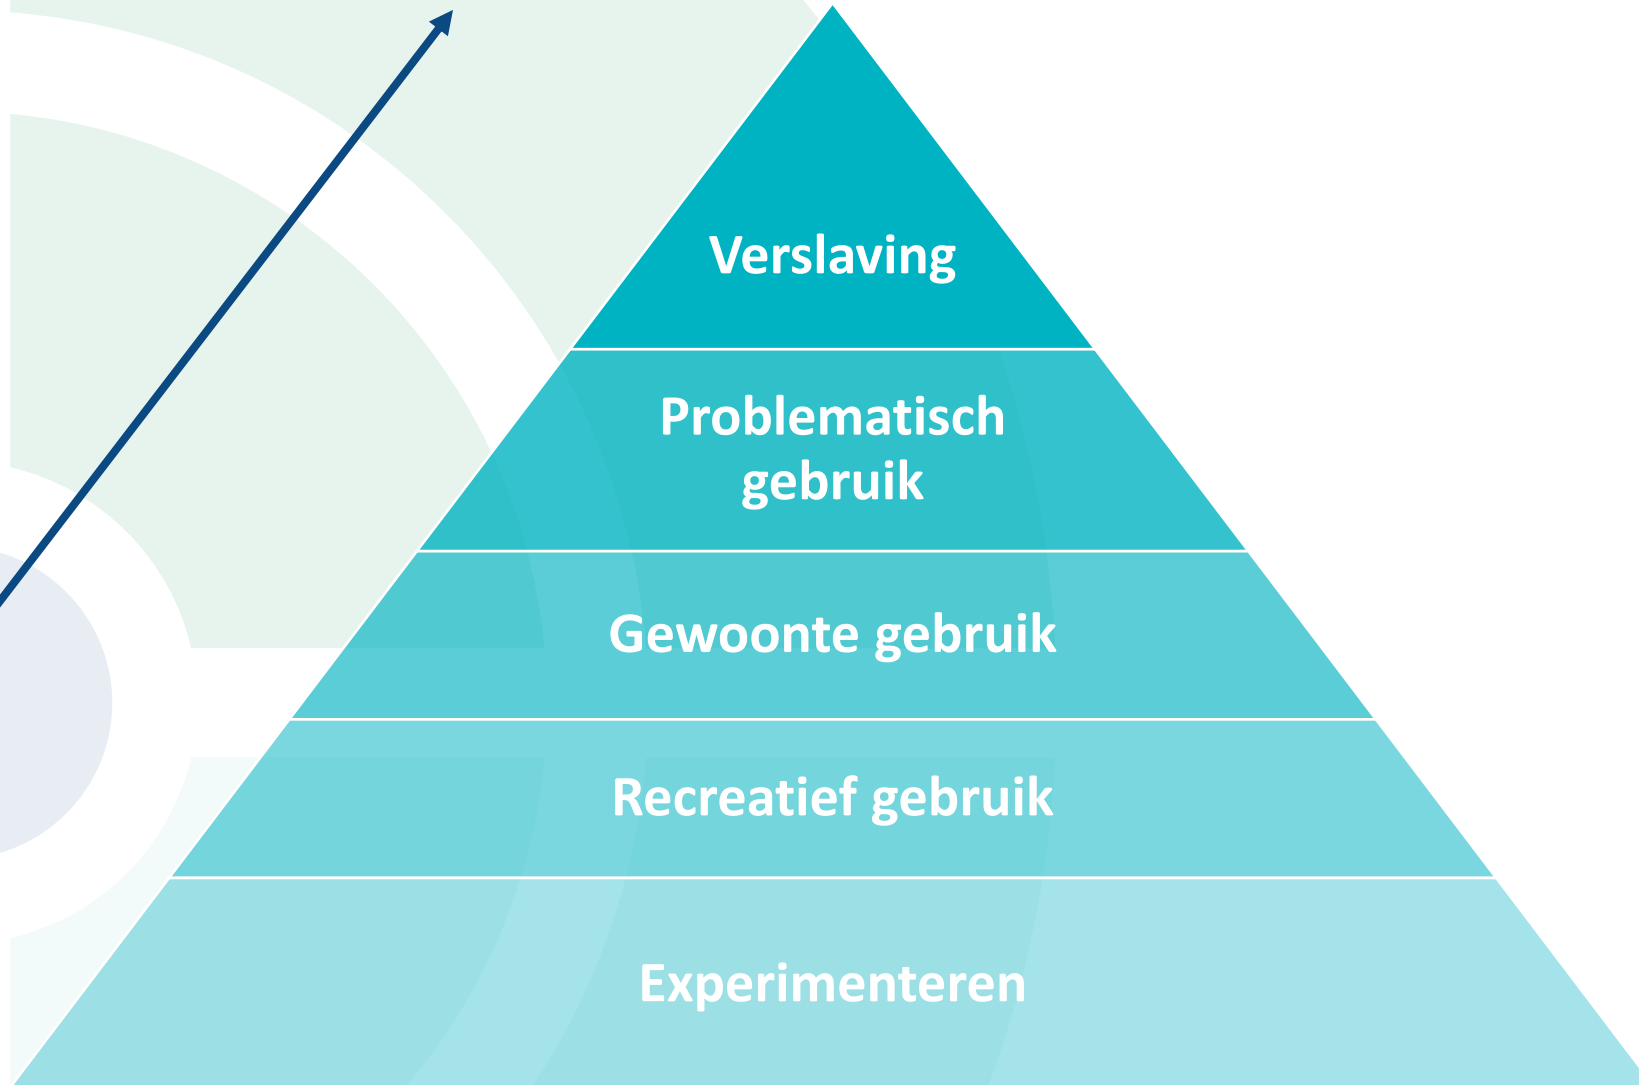 Verslaving
Problematisch
gebruik
Gewoonte gebruik
Recreatief gebruik
Experimenteren